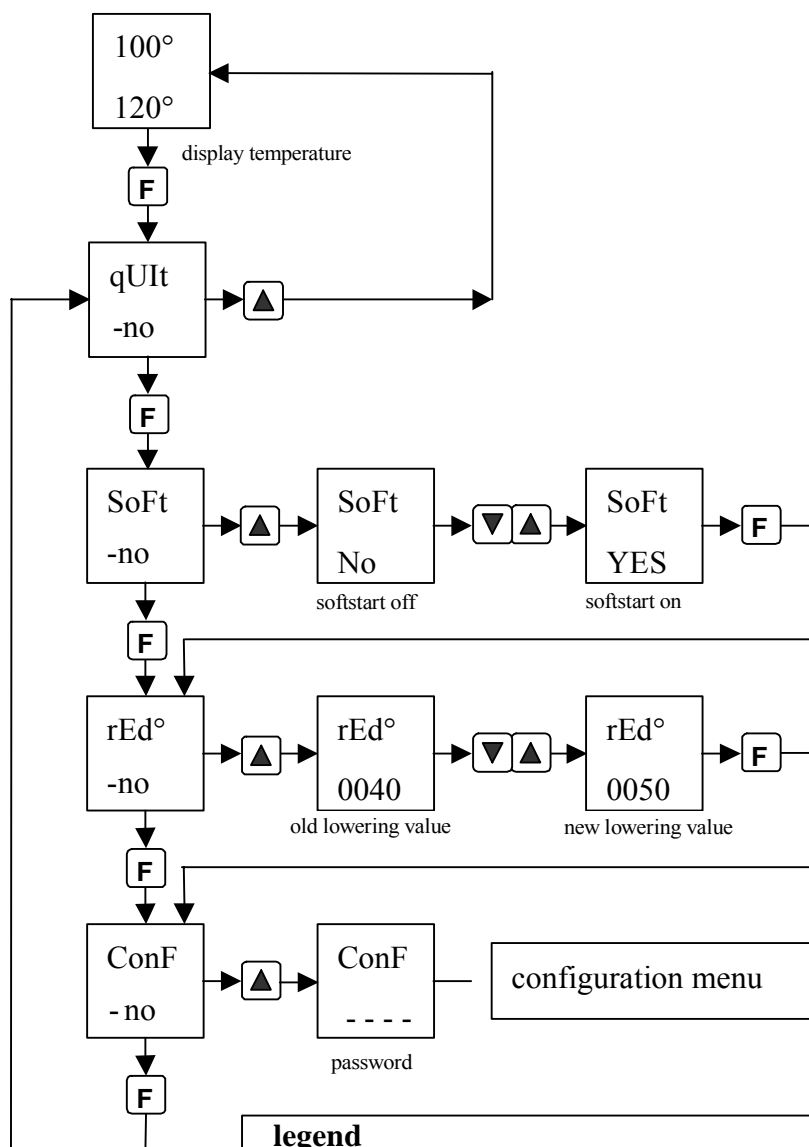 100°
120°
display temperature
F
qUIt
-no
F
SoFt
-no
SoFt
No
SoFt
YES
F
softstart off
softstart on
F
rEd°
-no
rEd°
0040
rEd°
0050
F
old lowering value
new lowering value
F
ConF
-no
ConF
- - - -
configuration menu
password
F
legend